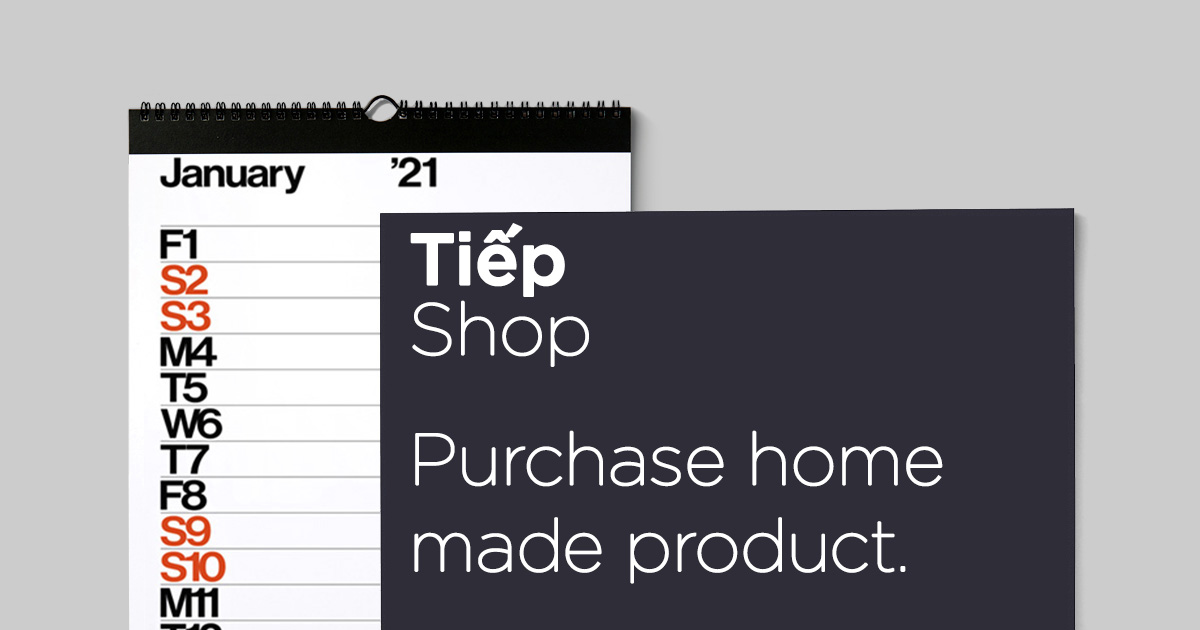 January ’21
F1
S2
S3
M4
T5
W6
T7
F8
S9
S10
M11
Tiếp
Shop
Purchase home
made product.